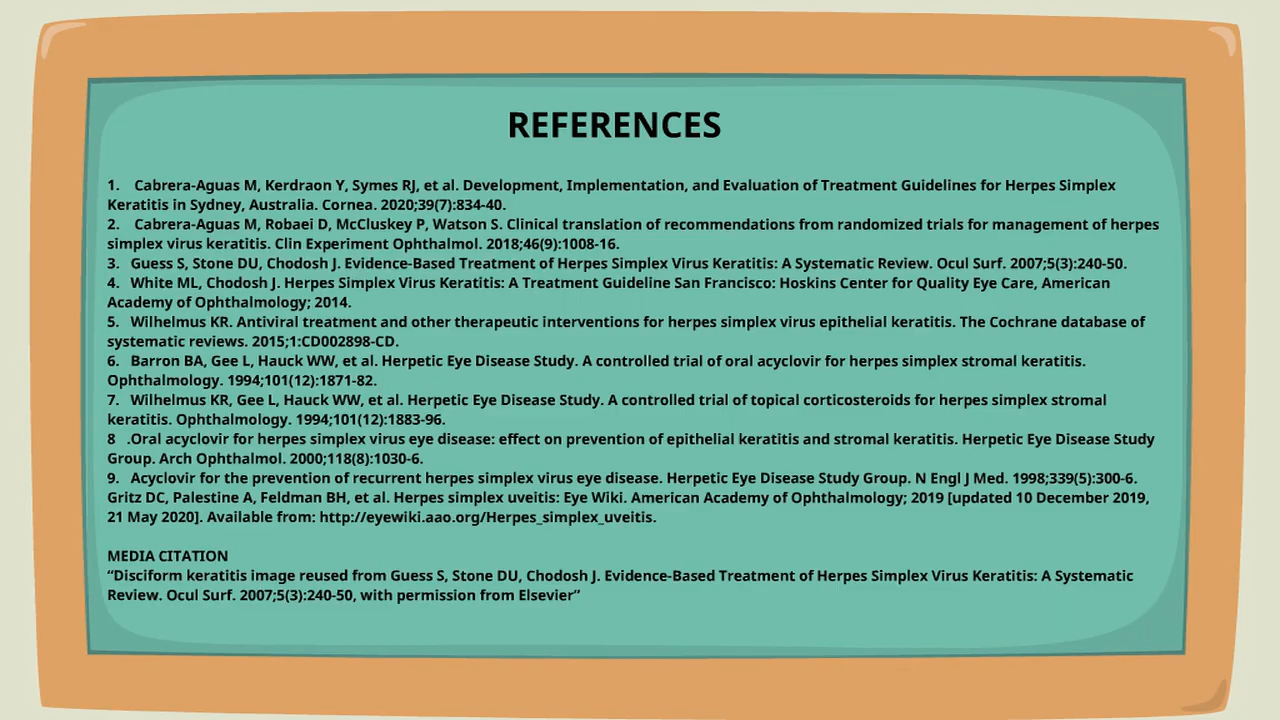 REFERENCES
1. Cabrera-Aguas M, Kerdraon Y, Symes RJ, et al. Development, Implementation, and Evaluation of Treatment Guidelines for Herpes Simplex
Keratitis in Sydney, Australia. Cornea. 2020;39(7):834-40.
2. Cabrera-Aguas M, Robaei D, McCluskey P, Watson S. Clinical translation of recommendations from randomized trials for management of herpes
simplex virus keratitis. Clin Experiment Ophthalmol. 2018;46(9):1008-16.
3. Guess S, Stone DU, Chodosh J. Evidence-Based Treatment of Herpes Simplex Virus Keratitis: A Systematic Review. Ocul Surf. 2007;5(3):240-50.
4. White ML, Chodosh J. Herpes Simplex Virus Keratitis: A Treatment Guideline San Francisco: Hoskins Center for Quality Eye Care, American
Academy of Ophthalmology; 2014.
5. Wilhelmus KR. Antiviral treatment and other therapeutic interventions for herpes simplex virus epithelial keratitis. The Cochrane database of
systematic reviews. 2015;1:CD002898-CD.
6. Barron BA, Gee L, Hauck WW, et al. Herpetic Eye Disease Study. A controlled trial of oral acyclovir for herpes simplex stromal keratitis.
Ophthalmology. 1994;101(12):1871-82.
7. Wilhelmus KR, Gee L, Hauck WW, et al. Herpetic Eye Disease Study. A controlled trial of topical corticosteroids for herpes simplex stromal
keratitis. Ophthalmology. 1994;101(12):1883-96.
8 .Oral acyclovir for herpes simplex virus eye disease: effect on prevention of epithelial keratitis and stromal keratitis. Herpetic Eye Disease Study
Group. Arch Ophthalmol. 2000;118(8):1030-6.
9. Acyclovir for the prevention of recurrent herpes simplex virus eye disease. Herpetic Eye Disease Study Group. N Engl J Med. 1998;339(5):300-6.
Gritz DC, Palestine A, Feldman BH, et al. Herpes simplex uveitis: Eye Wiki. American Academy of Ophthalmology; 2019 [updated 10 December 2019,
21 May 2020]. Available from: http://eyewiki.aao.org/Herpes_simplex_uveitis.
MEDIA CITATION
“Disciform keratitis image reused from Guess S, Stone DU, Chodosh J. Evidence-Based Treatment of Herpes Simplex Virus Keratitis: A Systematic
Review. Ocul Surf. 2007;5(3):240-50, with permission from Elsevier”